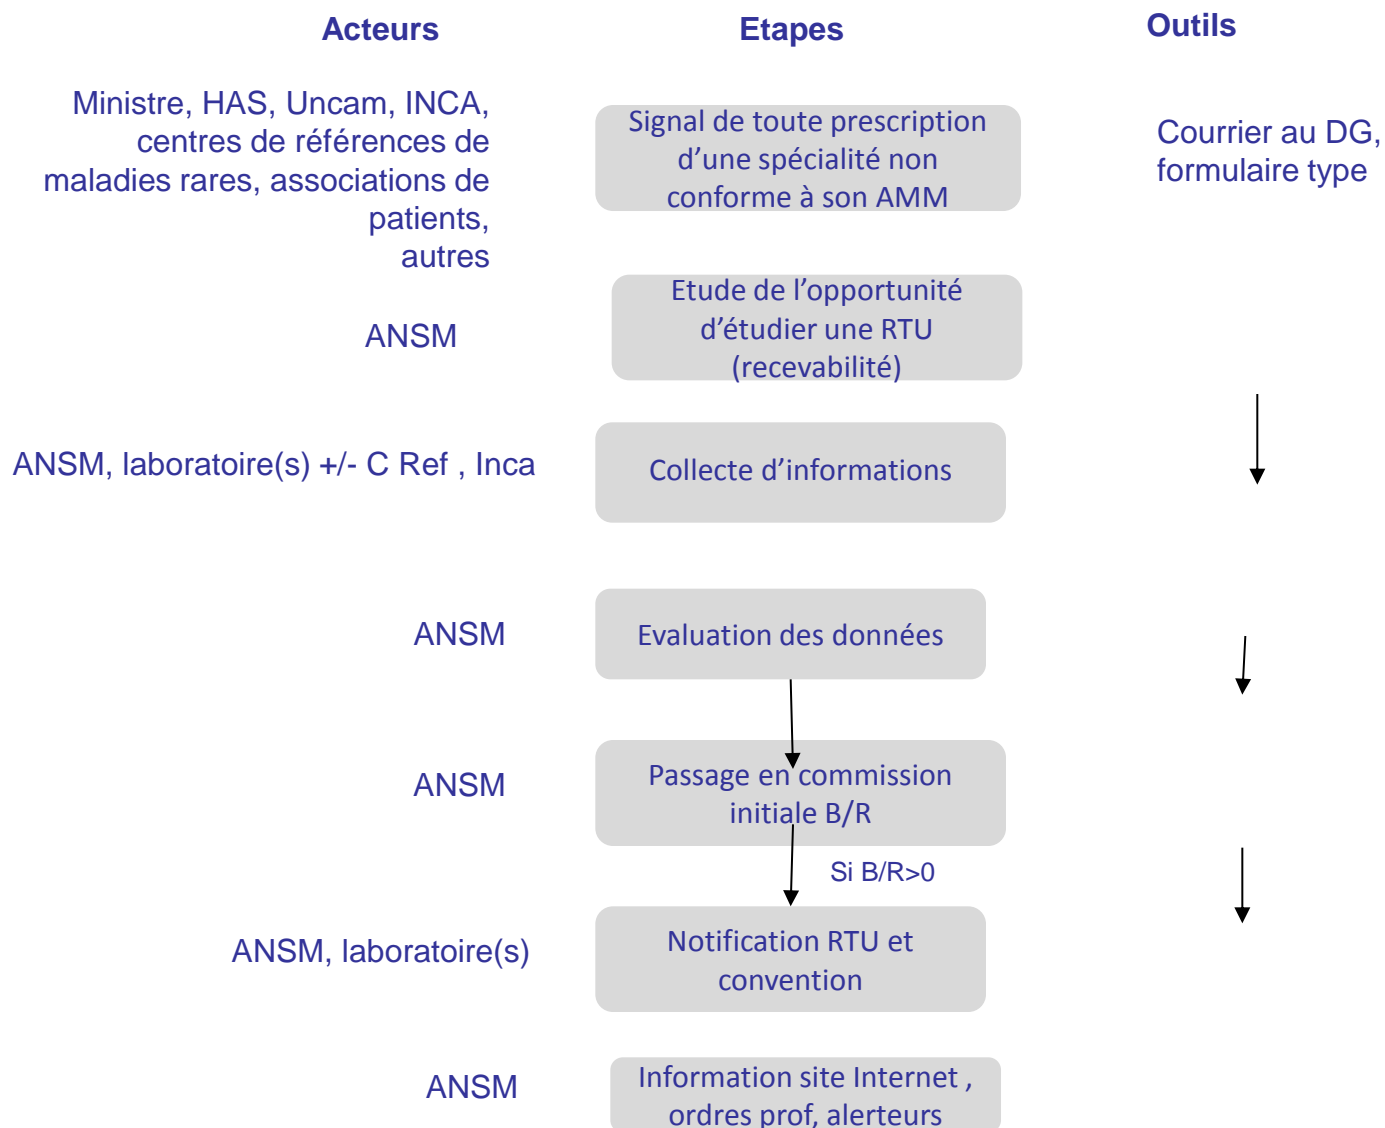 Acteurs
Etapes
Outils
Ministre, HAS, Uncam, INCA,
centres de références de
maladies rares, associations de
patients,
autres
Signal de toute prescription
d’une spécialité non
conforme à son AMM
Courrier au DG,
formulaire type
ANSM
Etude de l’opportunité
d’étudier une RTU
(recevabilité)
ANSM, laboratoire(s) +/- C Ref , Inca
Collecte d’informations
ANSM
Evaluation des données
ANSM
Passage en commission
initiale B/R
Si B/R>0
ANSM, laboratoire(s)
Notification RTU et
convention
ANSM
Information site Internet ,
ordres prof, alerteurs